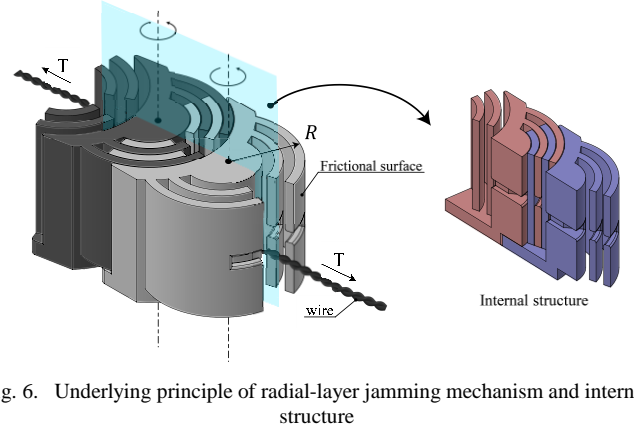 T
R
Frictional surface
T
wire
Internal structure
g. 6. Underlying principle of radial-layer jamming mechanism and intern
structure